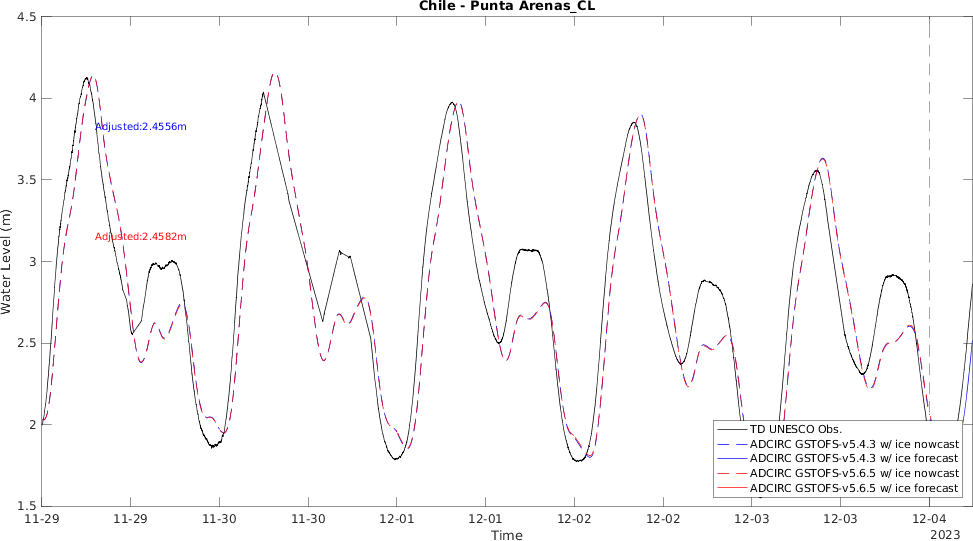 Chile - Punta Arenas_CL
4.5
4
3.5
3
2.5
2
1.5
Water Level (m)
Adjusted:2.4556m
Adjusted:2.4582m
TD UNESCO Obs.
ADCIRC GSTOFS-v5.4.3 w/ ice nowcast
ADCIRC GSTOFS-v5.4.3 w/ ice forecast
ADCIRC GSTOFS-v5.6.5 w/ ice nowcast
ADCIRC GSTOFS-v5.6.5 w/ ice forecast
11-29 11-29 11-30 11-30 12-01 12-01 12-02 12-02 12-03 12-03 12-04
2023
Time